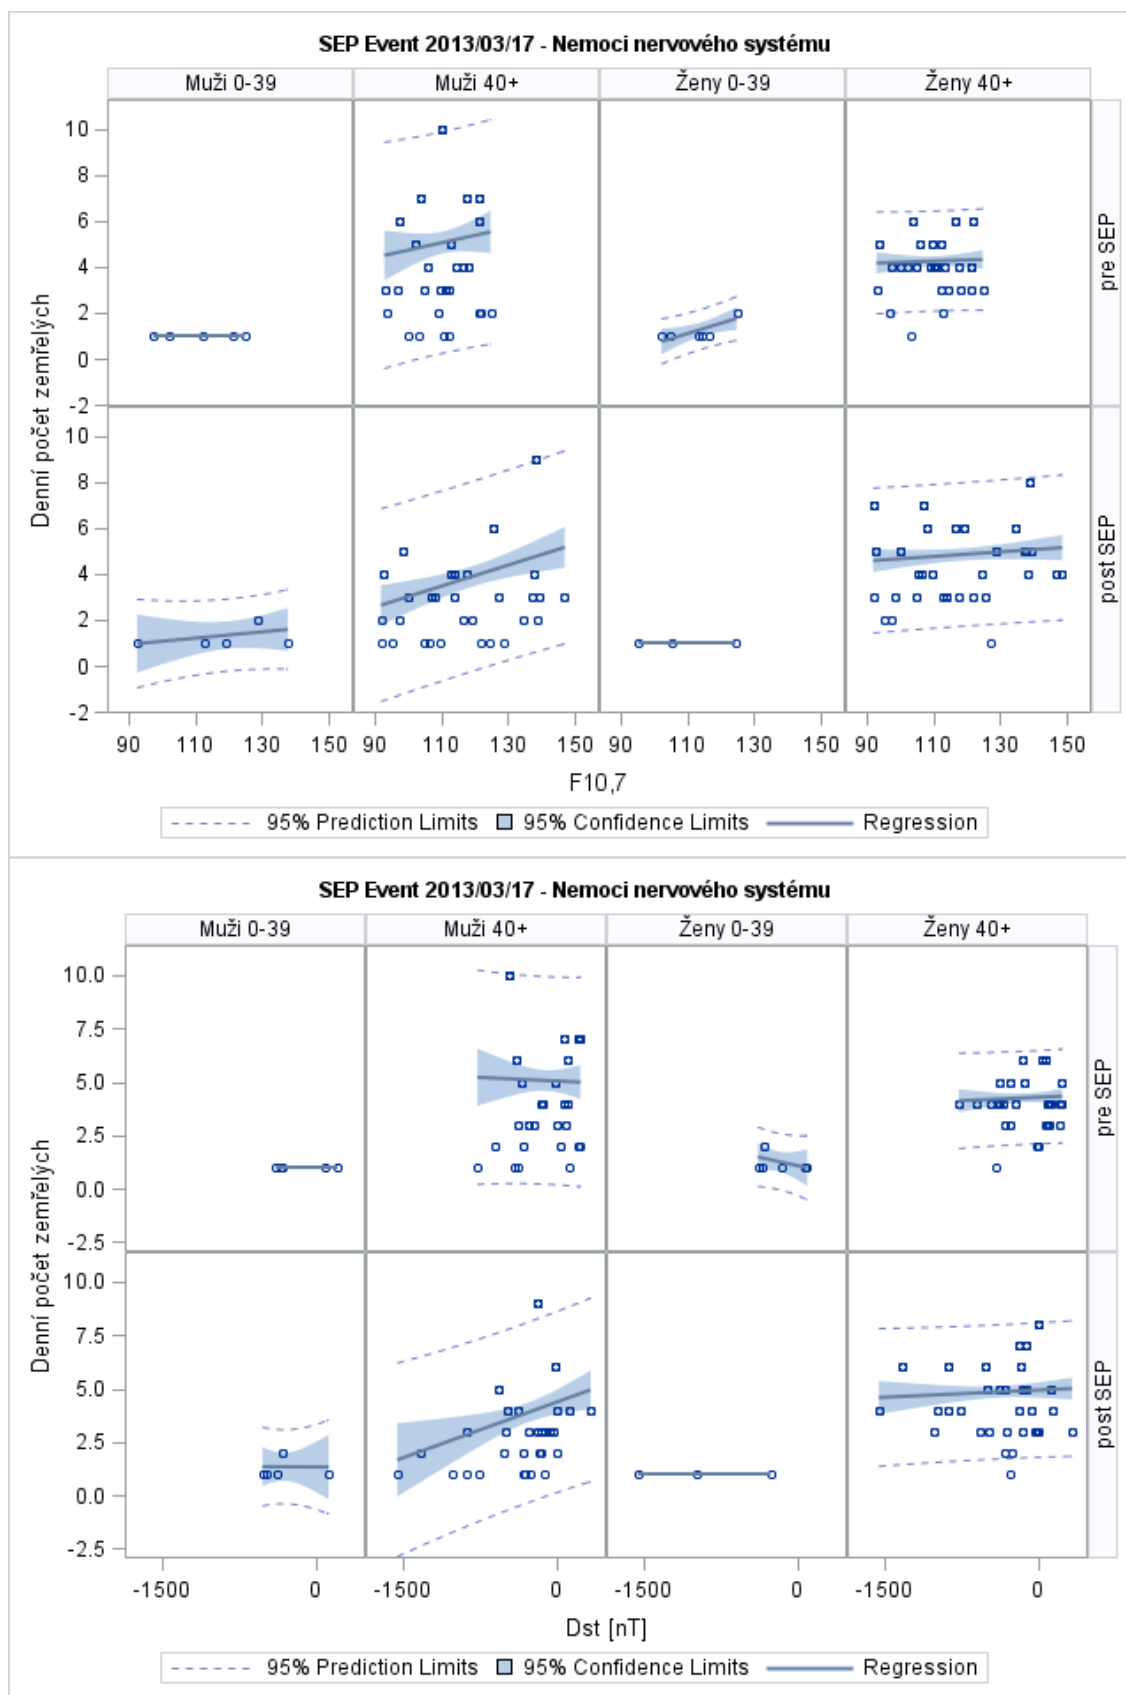 SEP Event 2013/03/17 - Nemoci nervového systému
Muži 0-39 Muži 40+ Ženy 0-39 Ženy 40+
10
8
6
4
2
0
-2
pre SEP
10
8
6
4
2
0
-2
post SEP
Denní počet zemřelých
90 110 130 150 90 110 130 150 90 110 130 150 90 110 130 150
F10,7
95% Prediction Limits 95% Confidence Limits Regression
SEP Event 2013/03/17 - Nemoci nervového systému
Muži 0-39 Muži 40+ Ženy 0-39 Ženy 40+
10.0
7.5
5.0
2.5
0.0
-2.5
pre SEP
10.0
7.5
5.0
2.5
0.0
-2.5
post SEP
Denní počet zemřelých
-1500 0 -1500 0 -1500 0 -1500 0
Dst [nT]
95% Prediction Limits 95% Confidence Limits Regression